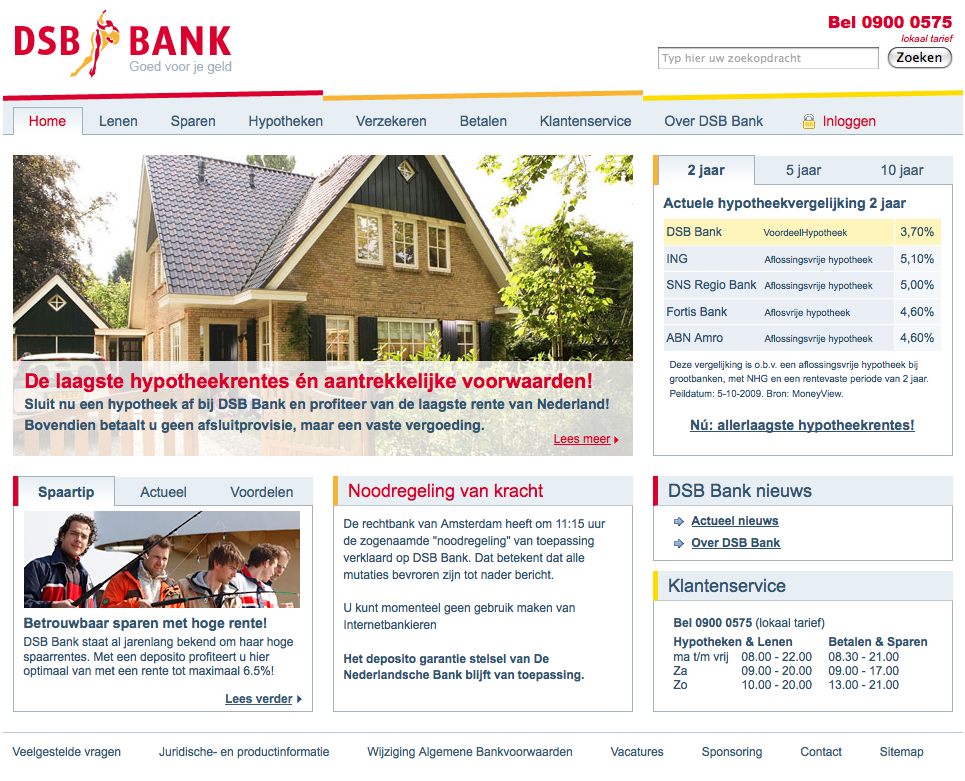 DSB BANK
Goed voor je geld
Bel 0900 0575
lokaal tarief
Typ hier uw zoekopdracht
Zoeken
Home Lenen Sparen Hypotheken Verzekeren Betalen Klantenservice Over DSB Bank Inloggen
De laagste hypotheekrentes én aantrekkelijke voorwaarden!
Sluit nu een hypotheek af bij DSB Bank en profiteer van de laagste rente van Nederland!
Bovendien betaalt u geen afsluitprovisie, maar een vaste vergoeding.
Lees meer
2 jaar 5 jaar 10 jaar
Actuele hypotheekvergelijking 2 jaar
DSB Bank VoordeelHypotheek 3,70%
ING Aflossingsvrije hypotheek 5,10%
SNS Regio Bank Aflossingsvrije hypotheek 5,00%
Fortis Bank Aflosvrije hypotheek 4,60%
ABN Amro Aflossingsvrije hypotheek 4,60%
Deze vergelijking is o.b.v. een aflossingsvrije hypotheek bij
grootbanken, met NHG en een rentevaste periode van 2 jaar.
Peildatum: 5-10-2009. Bron: MoneyView.
Nú: allerlaagste hypotheekrentes!
Spaartip Actueel Voordelen
Betrouwbaar sparen met hoge rente!
DSB Bank staat al jarenlang bekend om haar hoge
spaarrentes. Met een deposito profiteert u hier
optimaal van met een rente tot maximaal 6.5%!
Lees verder
Noodregeling van kracht
De rechtbank van Amsterdam heeft om 11:15 uur
de zogenaamde "noodregeling" van toepassing
verklaard op DSB Bank. Dat betekent dat alle
mutaties bevroren zijn tot nader bericht.
U kunt momenteel geen gebruik maken van
Internetbankieren
Het deposito garantie stelsel van De
Nederlandsche Bank blijft van toepassing.
DSB Bank nieuws
Actueel nieuws
Over DSB Bank
Klantenservice
Bel 0900 0575 (lokaal tarief)
Hypotheken & Lenen Betalen & Sparen
ma t/m vrij 08.00 - 22.00 08.30 - 21.00
Za 09.00 - 20.00 09.00 - 17.00
Zo 10.00 - 20.00 13.00 - 21.00
Veelgestelde vragen Juridische- en productinformatie Wijziging Algemene Bankvoorwaarden Vacatures Sponsoring Contact Sitemap